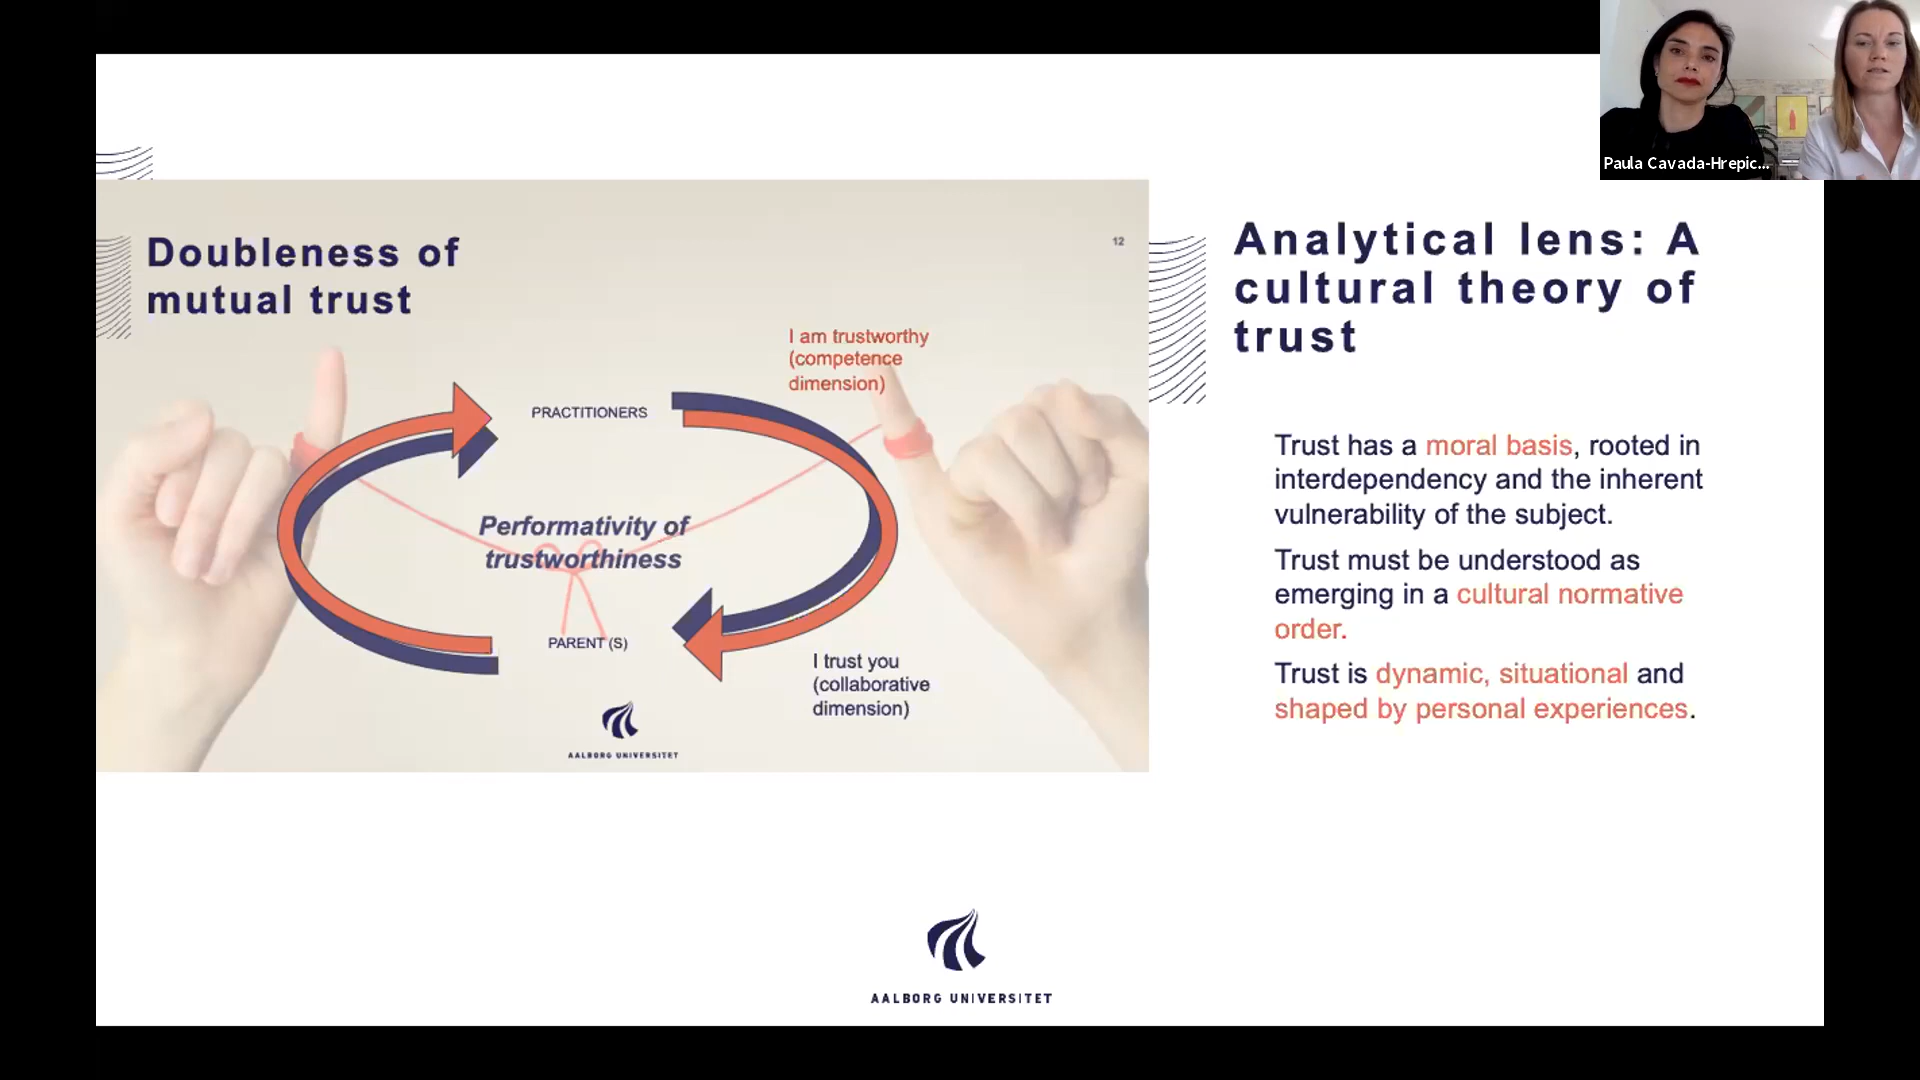 Paula Cavada-Hrepic...
Doubleness of
mutual trust
12
I am trustworthy
(competence
dimension)
PRACTITIONERS
Performativity of
trustworthiness
PARENT (S)
I trust you
(collaborative
dimension)
AALBORG UNIVERSITET
Analytical lens: A
cultural theory of
trust
Trust has a moral basis, rooted in
interdependency and the inherent
vulnerability of the subject.
Trust must be understood as
emerging in a cultural normative
order.
Trust is dynamic, situational and
shaped by personal experiences.
AALBORG UNIVERSITET